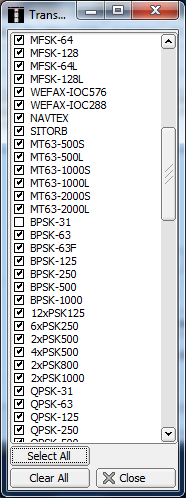 Trans...
MFSK-64
MFSK-128
MFSK-64L
MFSK-128L
WEFAX-IOC576
WEFAX-IOC288
NAVTEX
SITORB
MT63-500S
MT63-500L
MT63-1000S
MT63-1000L
MT63-2000S
MT63-2000L
BPSK-31
BPSK-63
BPSK-63F
BPSK-125
BPSK-250
BPSK-500
BPSK-1000
12xPSK125
6xPSK250
2xPSK500
4xPSK500
2xPSK800
2xPSK1000
QPSK-31
QPSK-63
QPSK-125
QPSK-250
QPSK-500
Select All
Clear All
Close